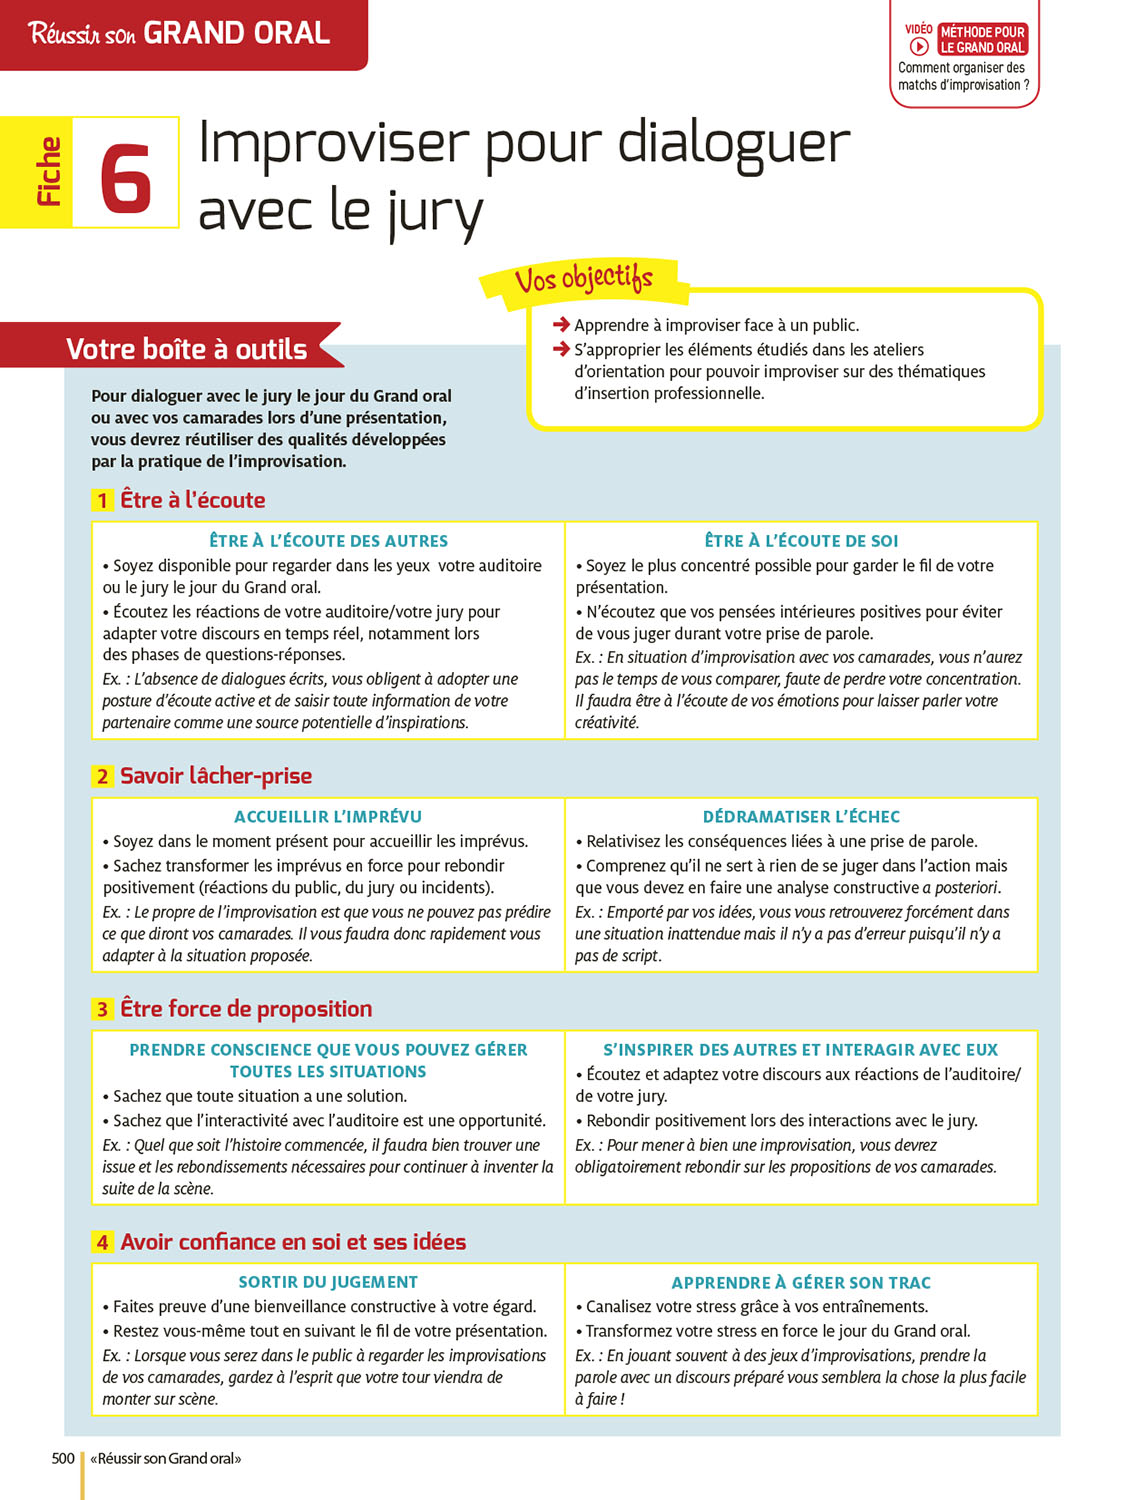 Réussir son GRAND ORAL
VIDÉO
MÉTHODE POUR
LE GRAND ORAL
Comment organiser des
matchs d'improvisation ?
Fiche
6
Improviser pour dialoguer
avec le jury
Vos objectifs
➔ Apprendre à improviser face à un public.
➔ S'approprier les éléments étudiés dans les ateliers
d'orientation pour pouvoir improviser sur des thématiques
d'insertion professionnelle.
Votre boîte à outils
Pour dialoguer avec le jury le jour du Grand oral
ou avec vos camarades lors d'une présentation,
vous devrez réutiliser des qualités développées
par la pratique de l'improvisation.
1 Être à l'écoute
ÊTRE À L'ÉCOUTE DES AUTRES
• Soyez disponible pour regarder dans les yeux votre auditoire
ou le jury le jour du Grand oral.
• Écoutez les réactions de votre auditoire/votre jury pour
adapter votre discours en temps réel, notamment lors
des phases de questions-réponses.
Ex. : L'absence de dialogues écrits, vous obligent à adopter une
posture d'écoute active et de saisir toute information de votre
partenaire comme une source potentielle d'inspirations.
ÊTRE À L'ÉCOUTE DE SOI
• Soyez le plus concentré possible pour garder le fil de votre
présentation.
• N'écoutez que vos pensées intérieures positives pour éviter
de vous juger durant votre prise de parole.
Ex. : En situation d'improvisation avec vos camarades, vous n'aurez
pas le temps de vous comparer, faute de perdre votre concentration.
Il faudra être à l'écoute de vos émotions pour laisser parler votre
créativité.
2 Savoir lâcher-prise
ACCUEILLIR L'IMPRÉVU
• Soyez dans le moment présent pour accueillir les imprévus.
• Sachez transformer les imprévus en force pour rebondir
positivement (réactions du public, du jury ou incidents).
Ex. : Le propre de l'improvisation est que vous ne pouvez pas prédire
ce que diront vos camarades. Il vous faudra donc rapidement vous
adapter à la situation proposée.
DÉDRAMATISER L'ÉCHEC
• Relativisez les conséquences liées à une prise de parole.
• Comprenez qu'il ne sert à rien de se juger dans l'action mais
que vous devez en faire une analyse constructive a posteriori.
Ex. : Emporté par vos idées, vous vous retrouverez forcément dans
une situation inattendue mais il n'y a pas d'erreur puisqu'il n'y a
pas de script.
3 Être force de proposition
PRENDRE CONSCIENCE QUE VOUS POUVEZ GÉRER
TOUTES LES SITUATIONS
• Sachez que toute situation a une solution.
• Sachez que l'interactivité avec l'auditoire est une opportunité.
Ex. : Quel que soit l'histoire commencée, il faudra bien trouver une
issue et les rebondissements nécessaires pour continuer à inventer la
suite de la scène.
S'INSPIRER DES AUTRES ET INTERAGIR AVEC EUX
• Écoutez et adaptez votre discours aux réactions de l'auditoire/
de votre jury.
• Rebondir positivement lors des interactions avec le jury.
Ex. : Pour mener à bien une improvisation, vous devrez
obligatoirement rebondir sur les propositions de vos camarades.
4 Avoir confiance en soi et ses idées
SORTIR DU JUGEMENT
• Faites preuve d'une bienveillance constructive à votre égard.
• Restez vous-même tout en suivant le fil de votre présentation.
Ex. : Lorsque vous serez dans le public à regarder les improvisations
de vos camarades, gardez à l'esprit que votre tour viendra de
monter sur scène.
APPRENDRE À GÉRER SON TRAC
• Canalisez votre stress grâce à vos entraînements.
• Transformez votre stress en force le jour du Grand oral.
Ex. : En jouant souvent à des jeux d'improvisations, prendre la
parole avec un discours préparé vous semblera la chose la plus facile
à faire !
500 «Réussir son Grand oral»